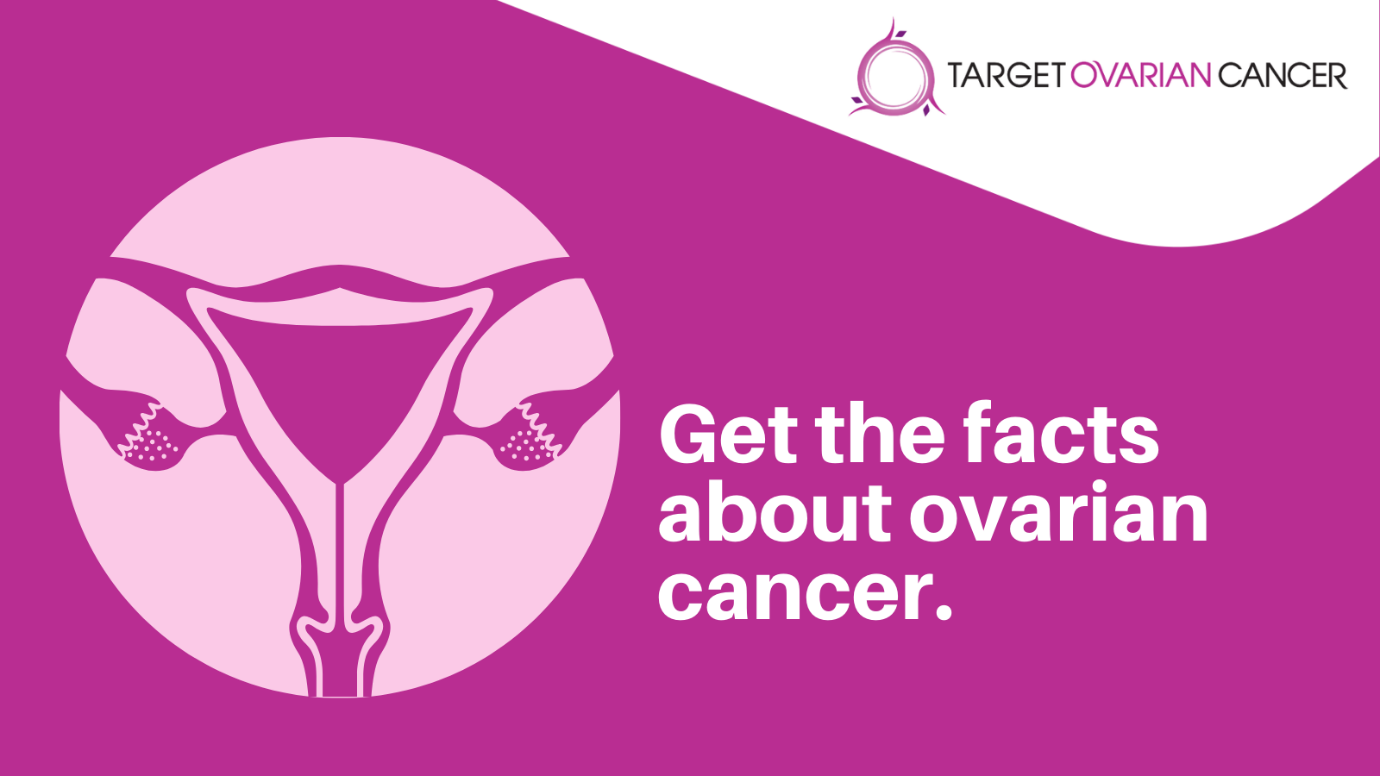 TARGET OVARIAN CANCER
Get the facts
about ovarian
cancer.